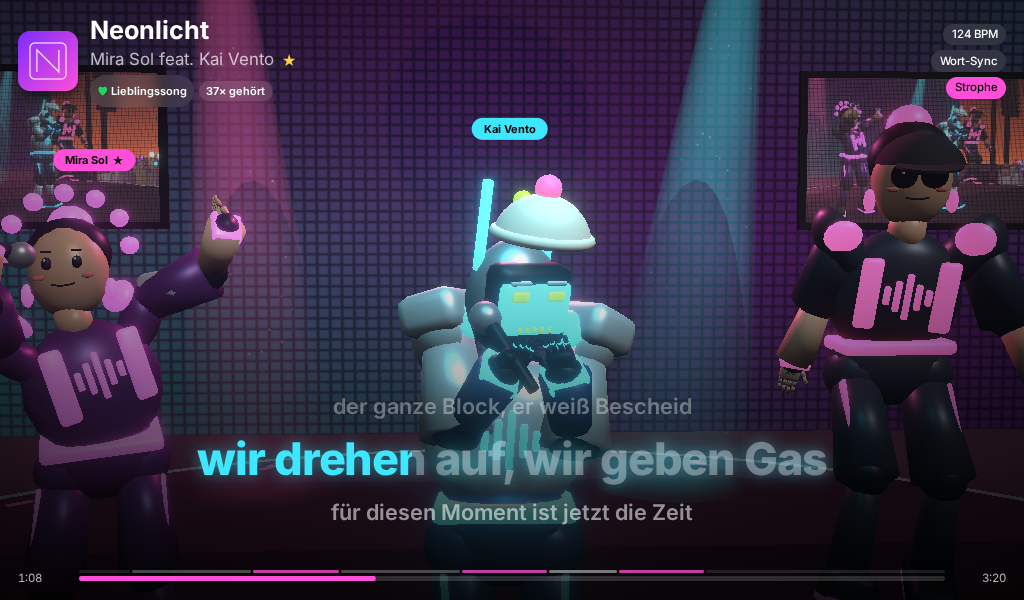 Neonlicht
Mira Sol feat. Kai Vento ★
Lieblingssong
37× gehört
124 BPM
Wort-Sync
Strophe
Kai Vento
Mira Sol ★
der ganze Block, er weiß Bescheid
wir drehen auf, wir geben Gas
für diesen Moment ist jetzt die Zeit
1:08
3:20